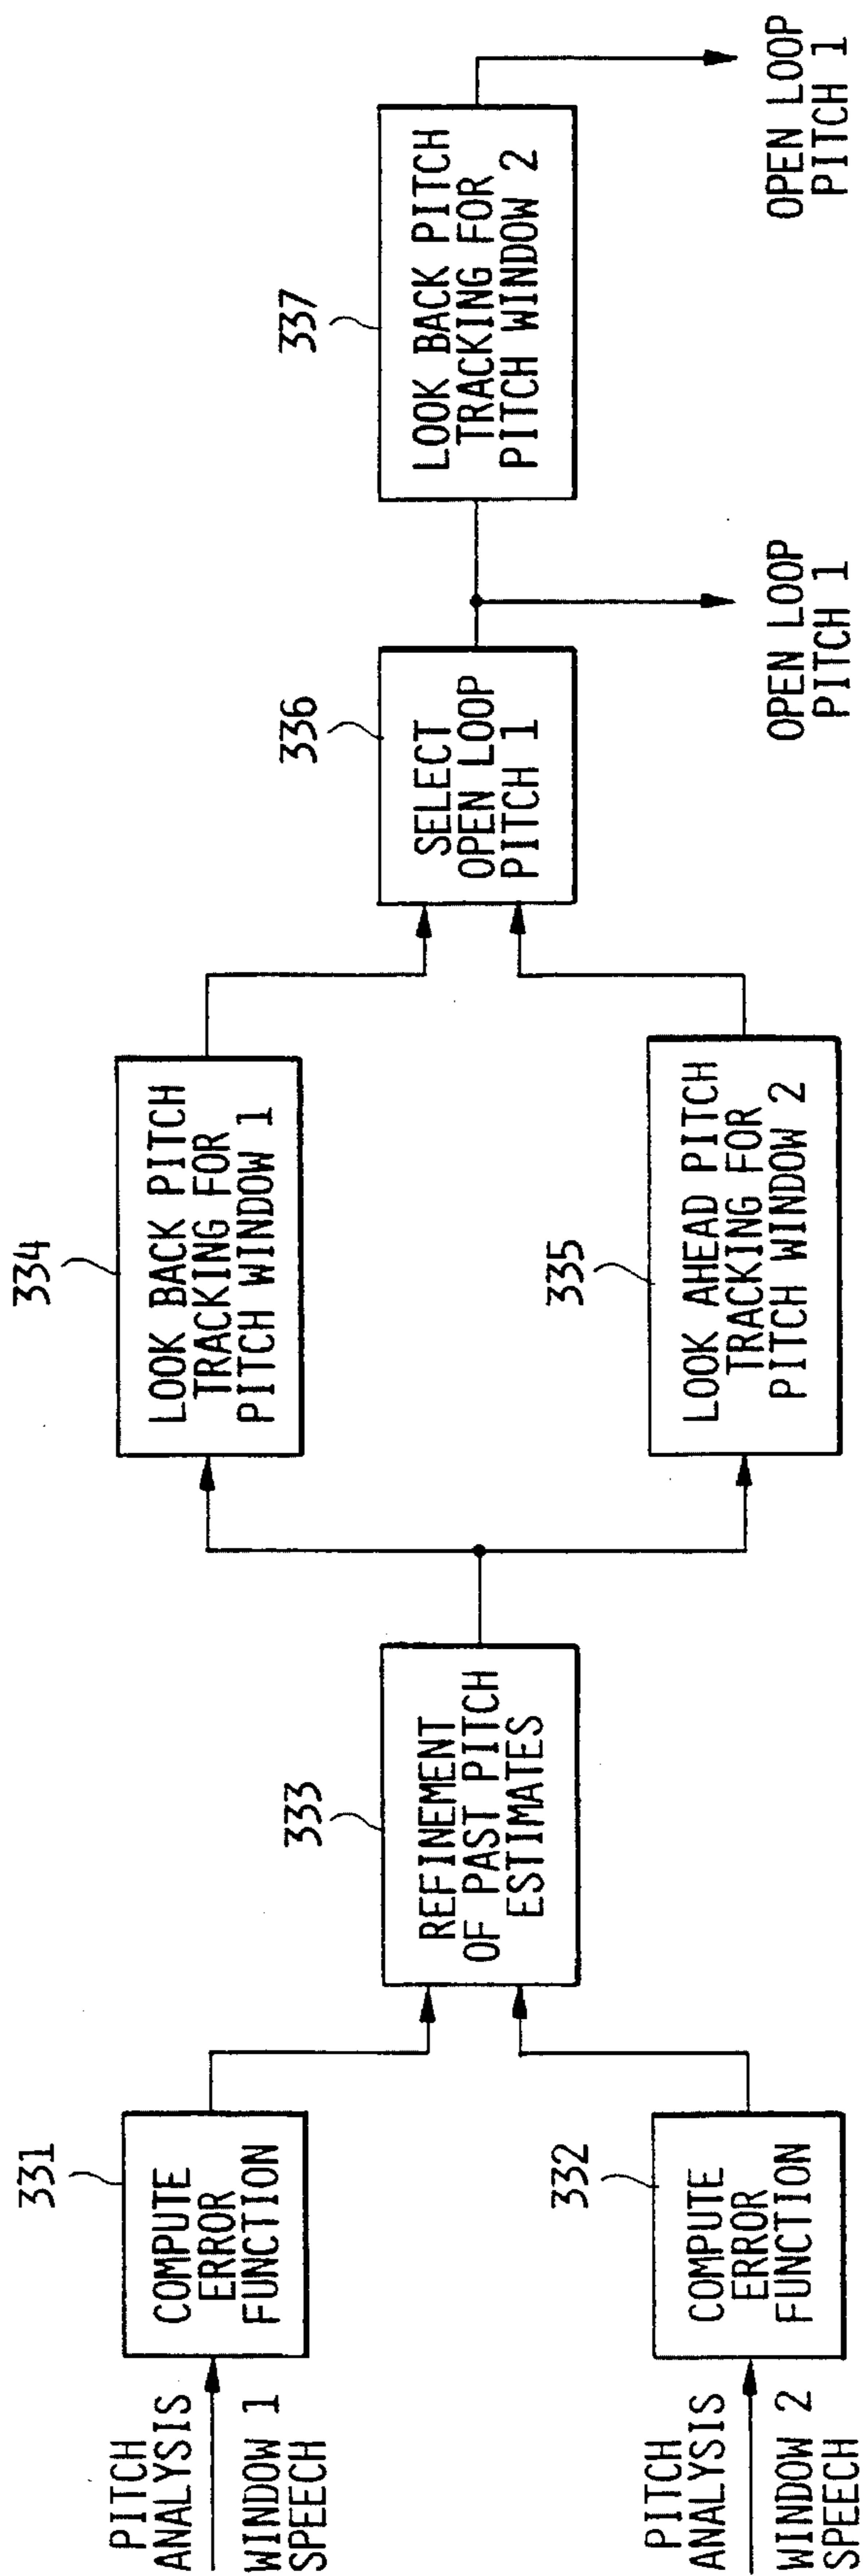 PITCH
ANALYSIS
WINDOW 1
SPEECH
331
COMPUTE
ERROR
FUNCTION
PITCH
ANALYSIS
WINDOW 2
SPEECH
332
COMPUTE
ERROR
FUNCTION
333
REFINEMENT
OF PAST PITCH
ESTIMATES
334
LOOK BACK PITCH
TRACKING FOR
PITCH WINDOW 1
335
LOOK AHEAD PITCH
TRACKING FOR
PITCH WINDOW 2
336
SELECT
OPEN LOOP
PITCH 1
OPEN LOOP
PITCH 1
337
LOOK BACK PITCH
TRACKING FOR
PITCH WINDOW 2
OPEN LOOP
PITCH 1